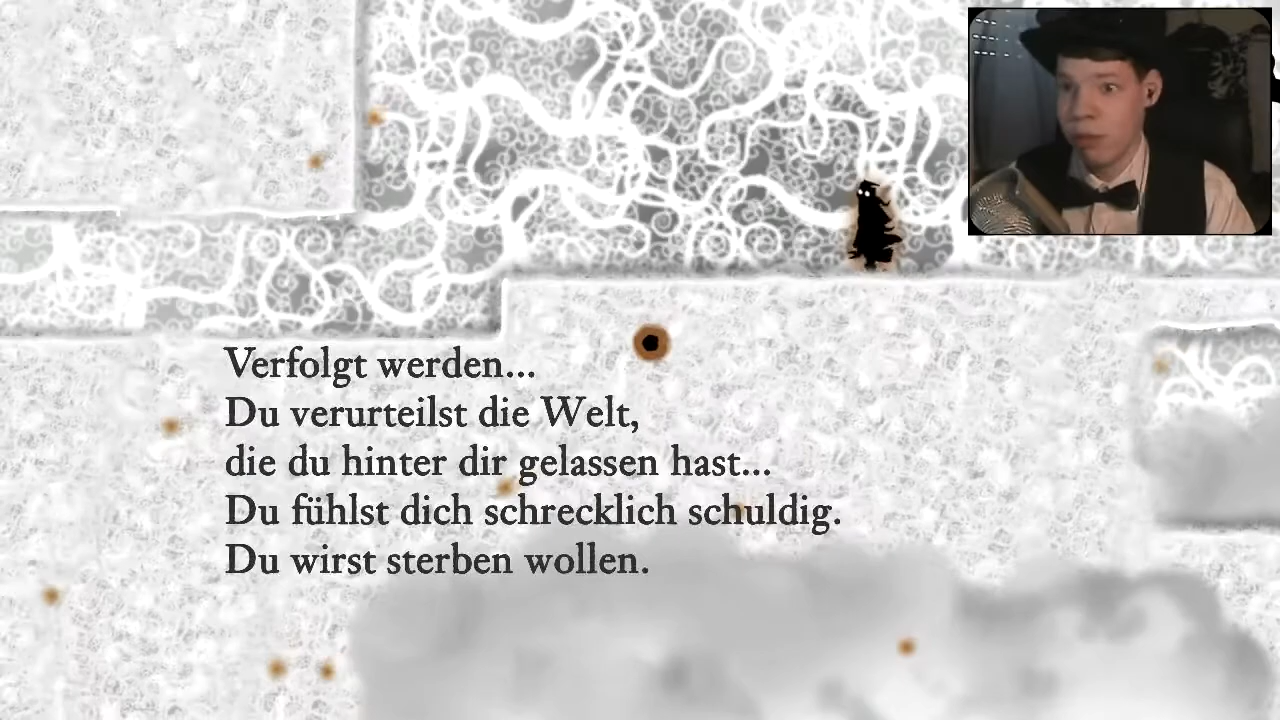 Verfolgt werden...
Du verurteilst die Welt,
die du hinter dir gelassen hast...
Du fühlst dich schrecklich schuldig.
Du wirst sterben wollen.